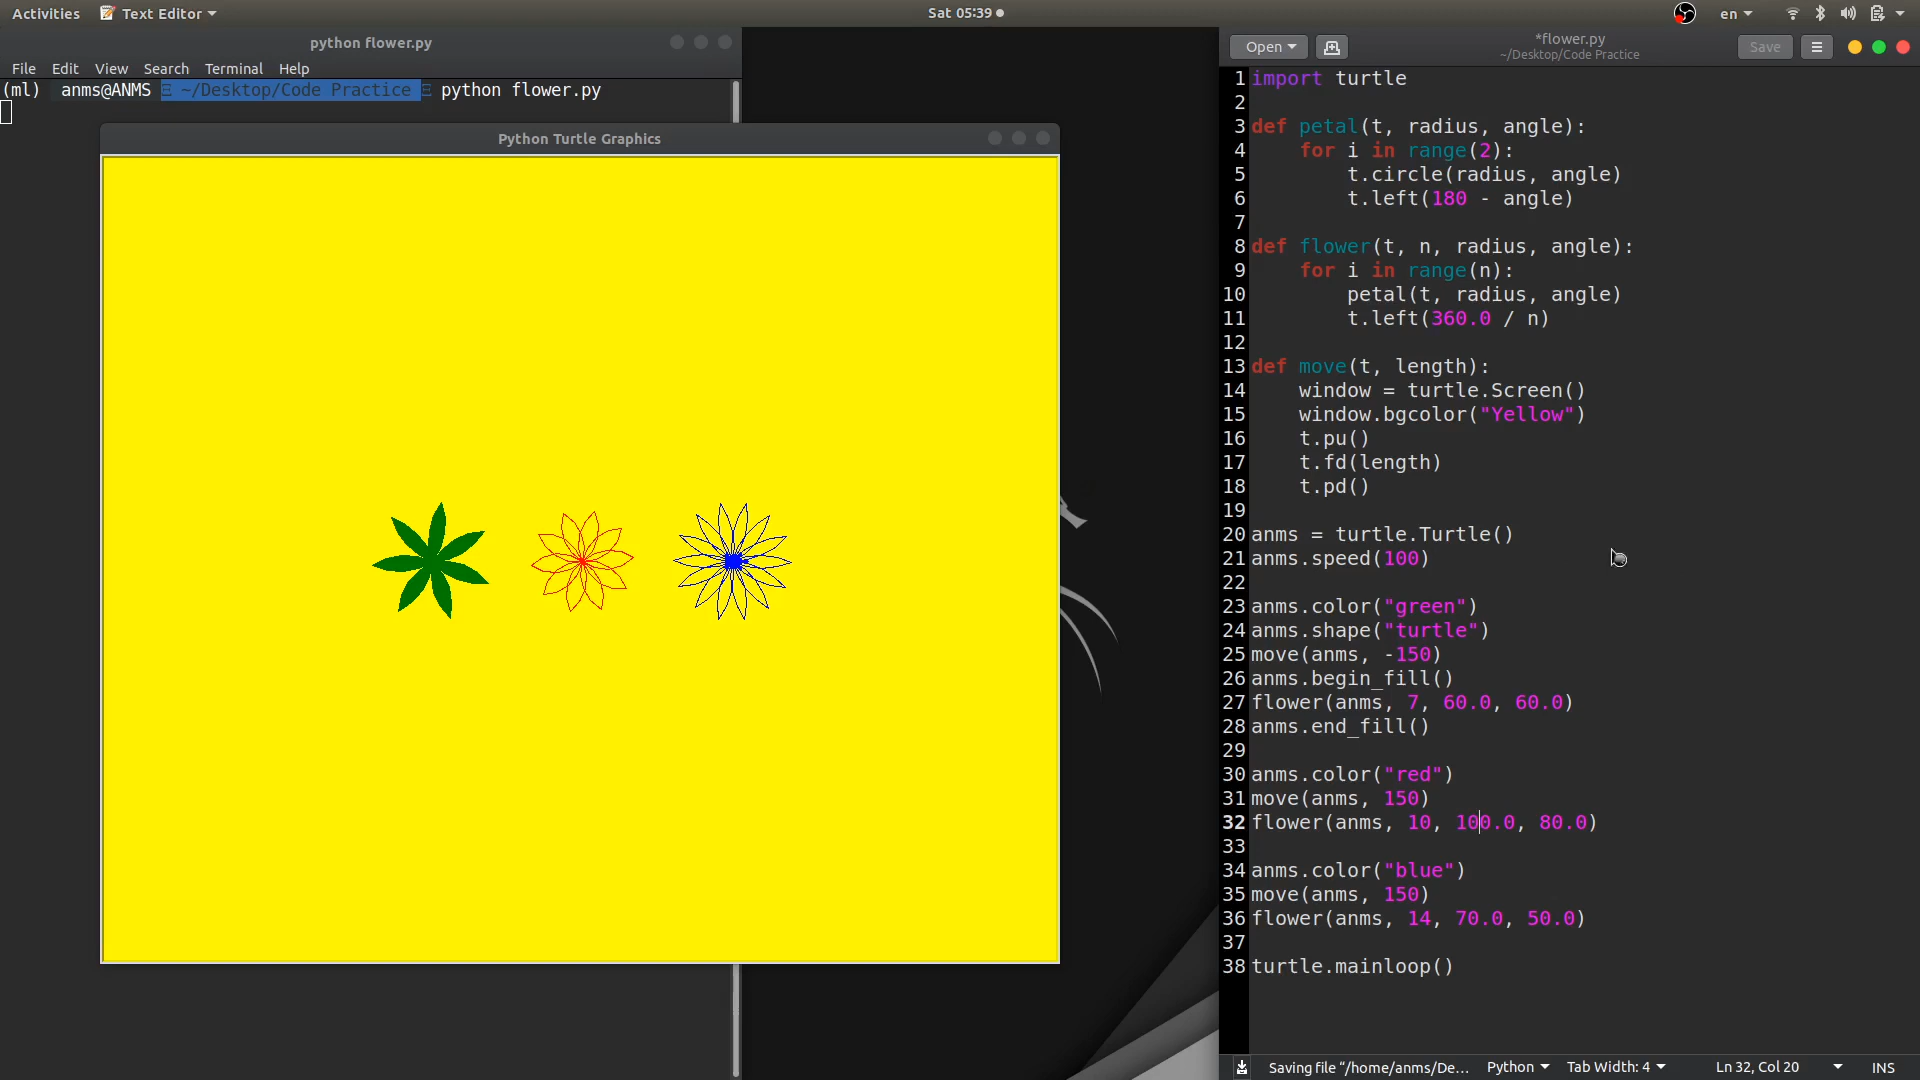 Activities Text Editor Sat 05:39 en
python flower.py
File Edit View Search Terminal Help
(ml) anms@ANMS ~/Desktop/Code Practice python flower.py
Python Turtle Graphics
Open *flower.py Save
~/Desktop/Code Practice
1 import turtle
2
3 def petal(t, radius, angle):
4     for i in range(2):
5         t.circle(radius, angle)
6         t.left(180 - angle)
7
8 def flower(t, n, radius, angle):
9     for i in range(n):
10         petal(t, radius, angle)
11         t.left(360.0 / n)
12
13 def move(t, length):
14     window = turtle.Screen()
15     window.bgcolor("Yellow")
16     t.pu()
17     t.fd(length)
18     t.pd()
19
20 anms = turtle.Turtle()
21 anms.speed(100)
22
23 anms.color("green")
24 anms.shape("turtle")
25 move(anms, -150)
26 anms.begin_fill()
27 flower(anms, 7, 60.0, 60.0)
28 anms.end_fill()
29
30 anms.color("red")
31 move(anms, 150)
32 flower(anms, 10, 100.0, 80.0)
33
34 anms.color("blue")
35 move(anms, 150)
36 flower(anms, 14, 70.0, 50.0)
37
38 turtle.mainloop()
Saving file “/home/anms/De... Python Tab Width: 4 Ln 32, Col 20 INS